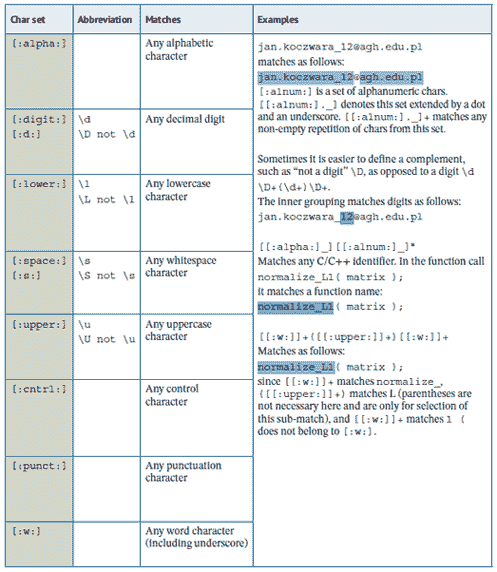 Char set Abbreviation Matches Examples
[:alpha:] Any alphabetic
character
jan.koczwara_12@agh.edu.pl
matches as follows:
jan.koczwara_12@agh.edu.pl
[:alnum:] is a set of alphanumeric chars.
[[:alnum:]._] denotes this set extended by a dot
and an underscore. [[:alnum:]._]+ matches any
non-empty repetition of chars from this set.
[:digit:] \d Any decimal digit
[:d:] \D not \d
Sometimes it is easier to define a complement,
such as “not a digit” \D, as opposed to a digit \d
\D+(\d+)\D+.
The inner grouping matches digits as follows:
jan.koczwara_12@agh.edu.pl
[:lower:] \l Any lowercase
\L not \l character
[[:alpha:]_][[:alnum:]_]*
Matches any C/C++ identifier. In the function call
normalize_L1( matrix );
it matches a function name:
normalize_L1( matrix );
[:space:] \s Any whitespace
[:s:] \S not \s character
[:upper:] \u Any uppercase
\U not \u character
[[:w:]]+([[:upper:]]+)[[:w:]]+
Matches as follows:
normalize_L1( matrix );
since [[:w:]]+ matches normalize_,
([[:upper:]]+) matches L (parentheses are
not necessary here and are only for selection of
this sub-match), and [[:w:]]+ matches 1 (
does not belong to [:w:].
[:cntrl:] Any control
character
[:punct:] Any punctuation
character
[:w:] Any word character
(including underscore)